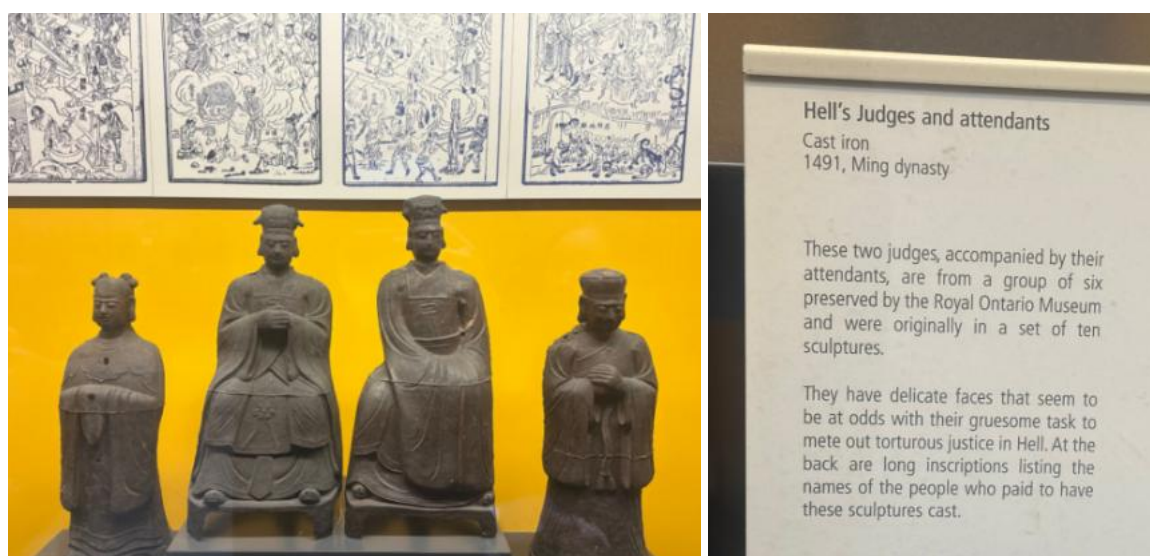 Hell's Judges and attendants
Cast iron
1491, Ming dynasty
These two judges, accompanied by their
attendants, are from a group of six
preserved by the Royal Ontario Museum
and were originally in a set of ten
sculptures.
They have delicate faces that seem to
be at odds with their gruesome task to
mete out torturous justice in Hell. At the
back are long inscriptions listing the
names of the people who paid to have
these sculptures cast.